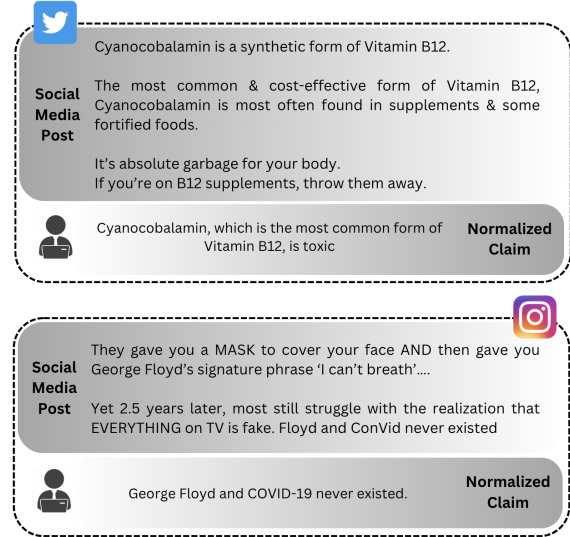 Cyanocobalamin is a synthetic form of Vitamin B12.
Social
Media
Post
The most common & cost-effective form of Vitamin B12,
Cyanocobalamin is most often found in supplements & some
fortified foods.
It's absolute garbage for your body.
If you're on B12 supplements, throw them away.
Cyanocobalamin, which is the most common form of
Vitamin B12, is toxic
Normalized
Claim
Social
Media
Post
They gave you a MASK to cover your face AND then gave you
George Floyd's signature phrase 'I can't breath'....
Yet 2.5 years later, most still struggle with the realization that
EVERYTHING on TV is fake. Floyd and ConVid never existed
George Floyd and COVID-19 never existed.
Normalized
Claim